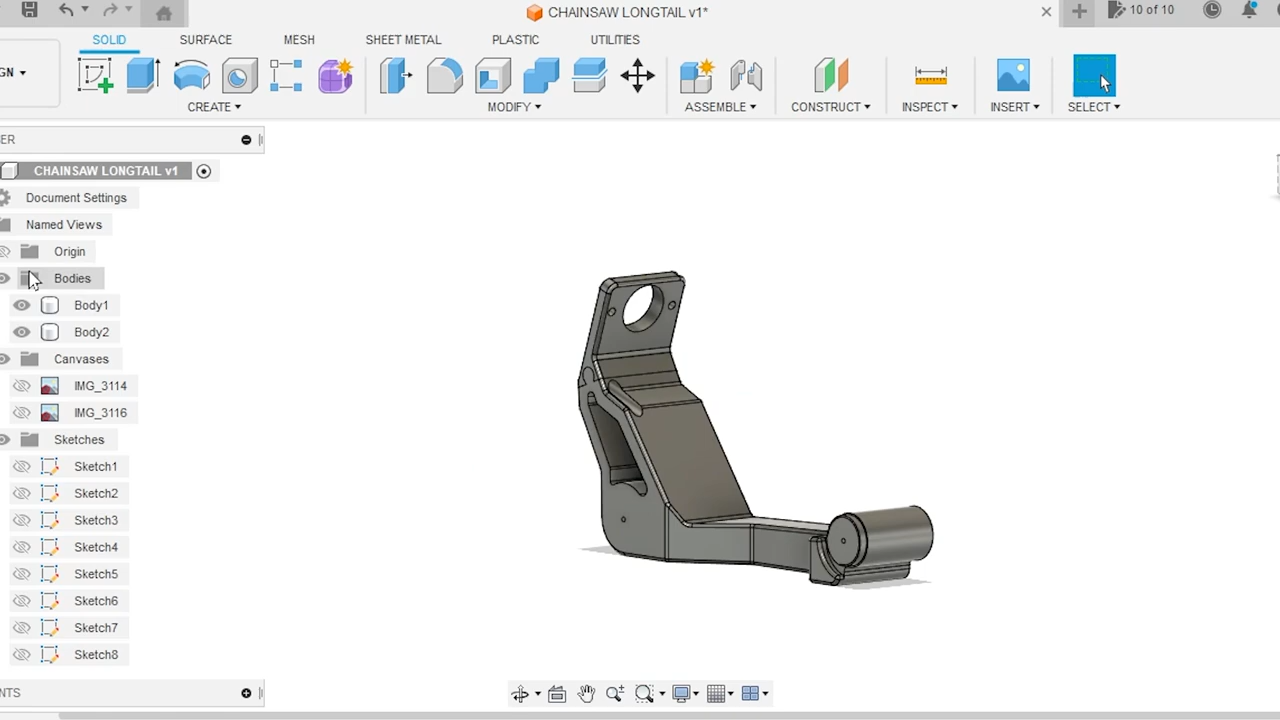 CHAINSAW LONGTAIL v1*
10 of 10
SOLID SURFACE MESH SHEET METAL PLASTIC UTILITIES
GN
CREATE MODIFY ASSEMBLE CONSTRUCT INSPECT INSERT SELECT
ER
CHAINSAW LONGTAIL v1
Document Settings
Named Views
Origin
Bodies
Body1
Body2
Canvases
IMG_3114
IMG_3116
Sketches
Sketch1
Sketch2
Sketch3
Sketch4
Sketch5
Sketch6
Sketch7
Sketch8
NTS